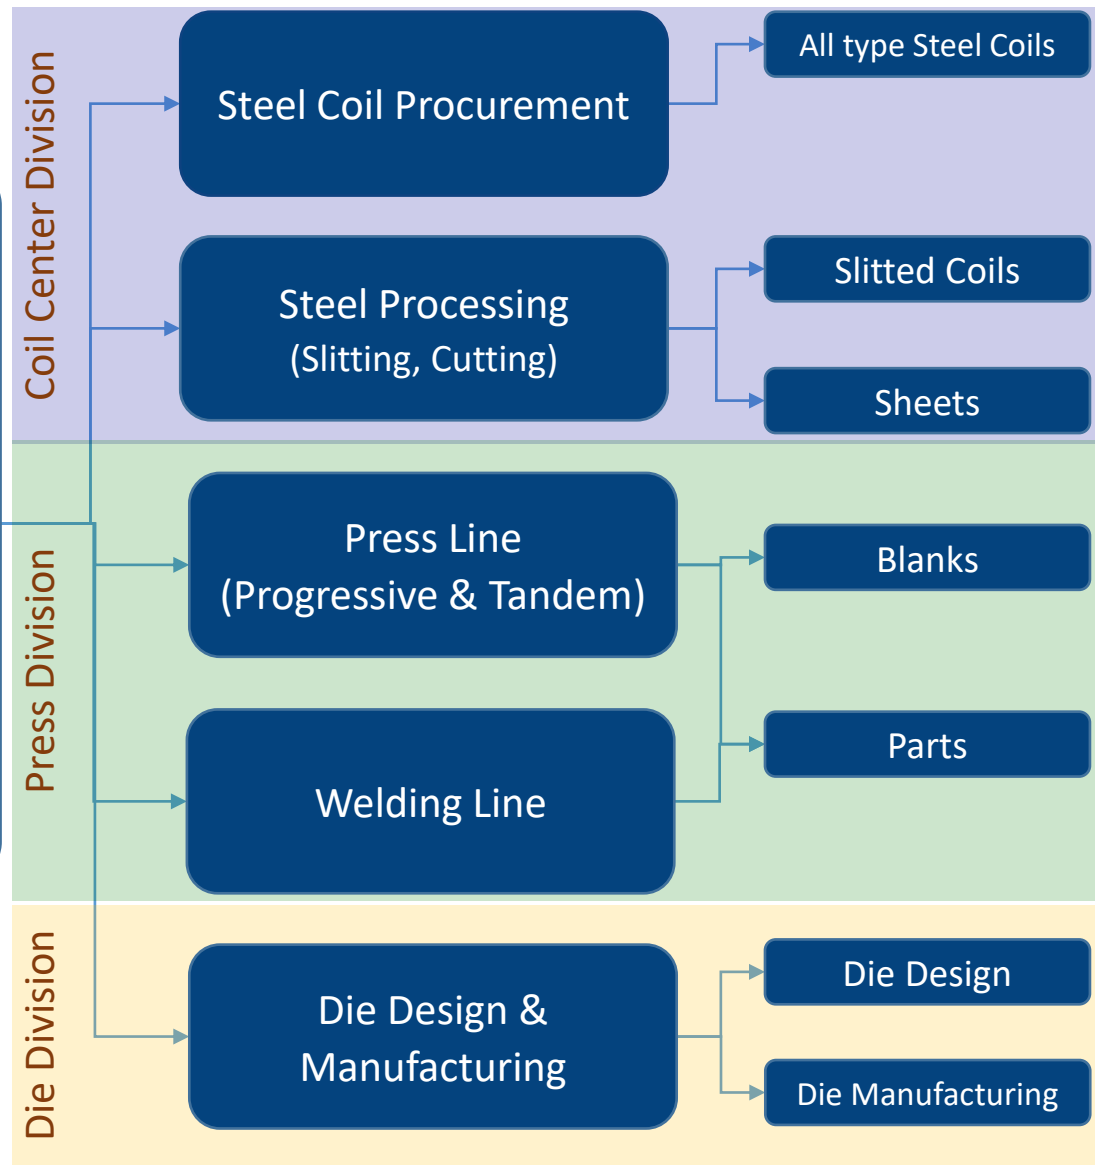 Coil Center Division
Steel Coil Procurement
All type Steel Coils
Steel Processing
(Slitting, Cutting)
Slitted Coils
Sheets
Press Division
Press Line
(Progressive & Tandem)
Blanks
Welding Line
Parts
Die Division
Die Design &
Manufacturing
Die Design
Die Manufacturing